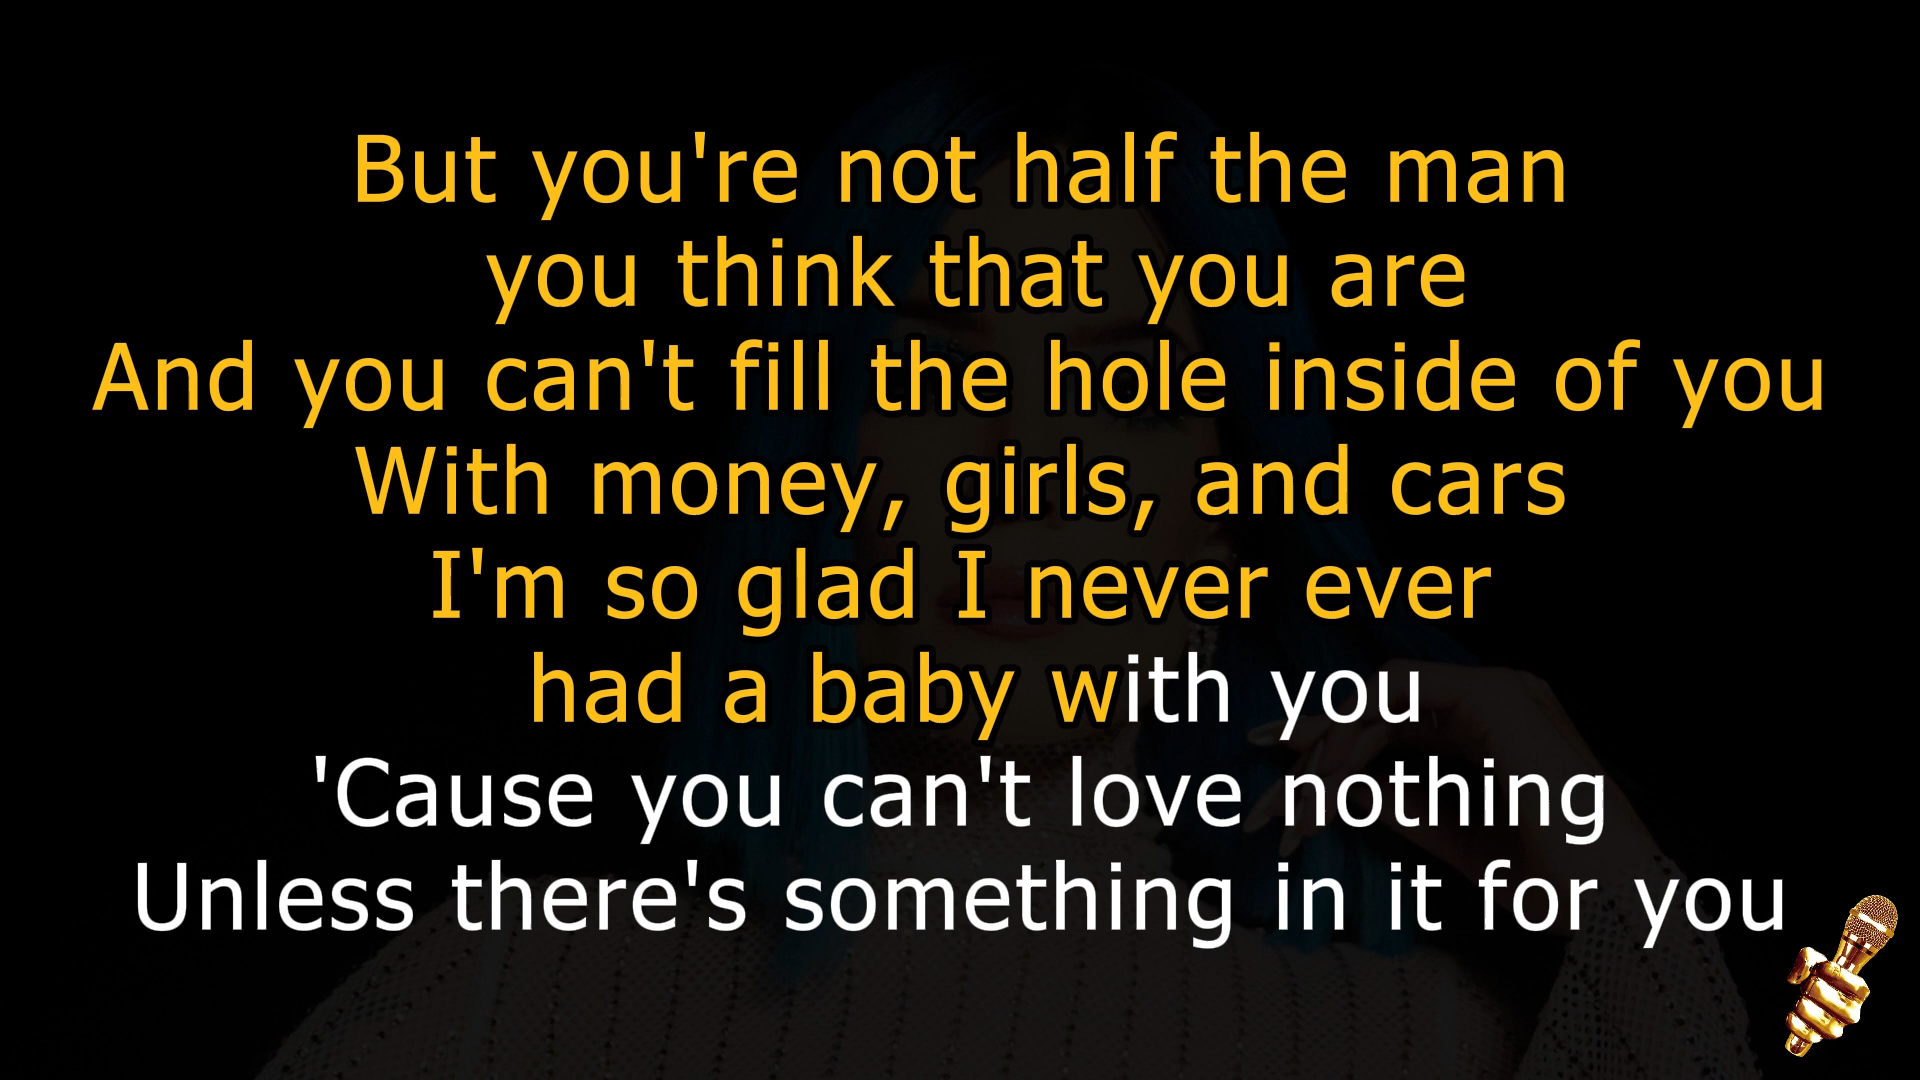 But you're not half the man
you think that you are
And you can't fill the hole inside of you
With money, girls, and cars
I'm so glad I never ever
had a baby with you
'Cause you can't love nothing
Unless there's something in it for you